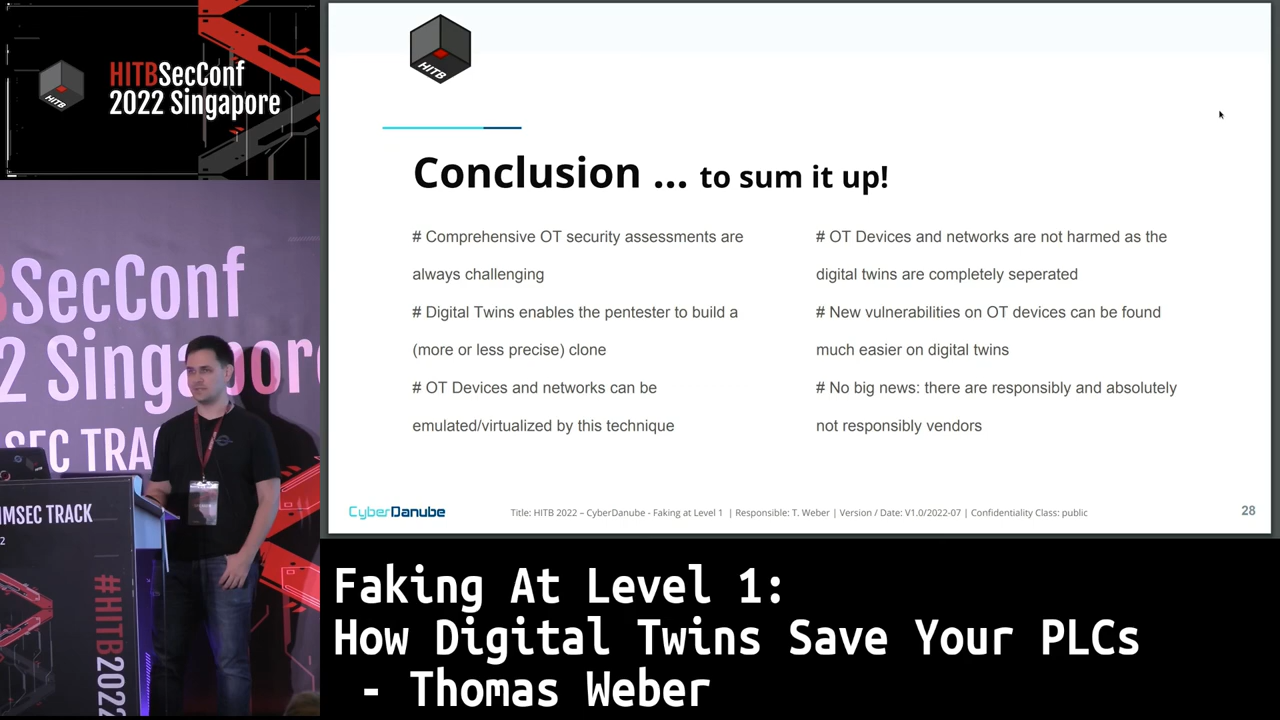 HITBSecConf
2022 Singapore
HITB
HITB
Conclusion ... to sum it up!
# Comprehensive OT security assessments are
always challenging
# Digital Twins enables the pentester to build a
(more or less precise) clone
# OT Devices and networks can be
emulated/virtualized by this technique
# OT Devices and networks are not harmed as the
digital twins are completely seperated
# New vulnerabilities on OT devices can be found
much easier on digital twins
# No big news: there are responsibly and absolutely
not responsibly vendors
CyberDanube
Title: HITB 2022 – CyberDanube - Faking at Level 1 | Responsible: T. Weber | Version / Date: V1.0/2022-07 | Confidentiality Class: public
28
BSecConf
2 Singapore
SEC TRACK
MSEC TRACK
2
#HITB2022
Faking At Level 1:
How Digital Twins Save Your PLCs
- Thomas Weber